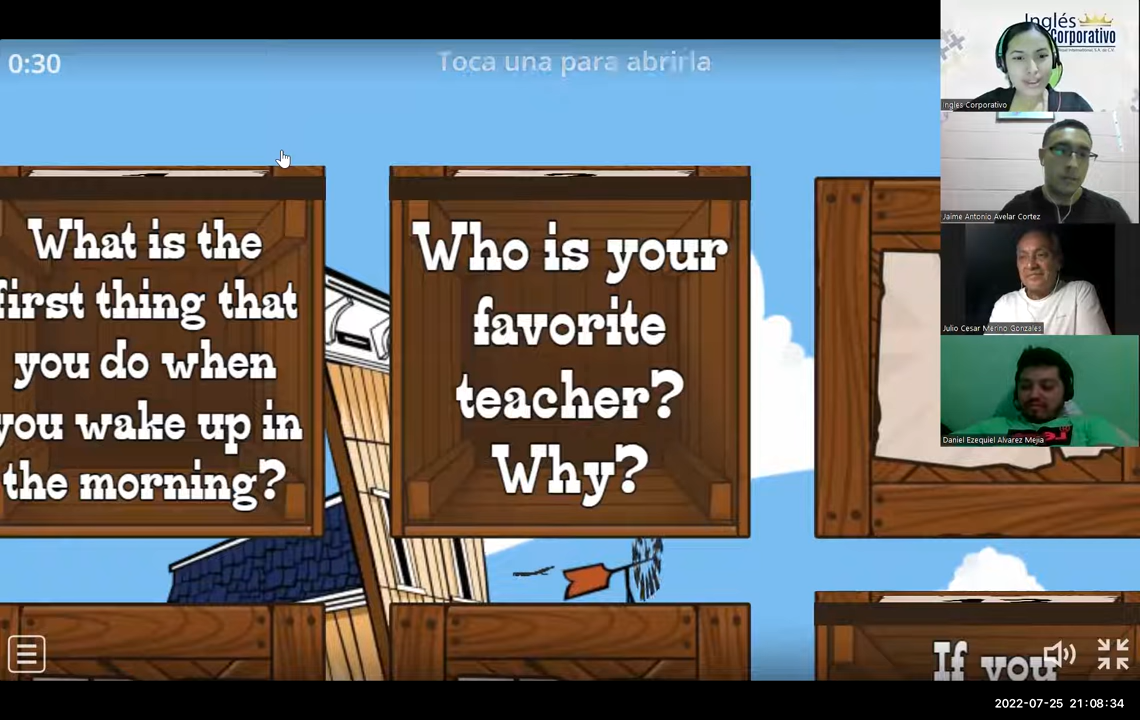 0:30
Toca una para abrirla
Inglés
Corporativo
Inglés Corporativo
What is the
first thing that
you do when
you wake up in
the morning?
Who is your
favorite
teacher?
Why?
Jaime Antonio Avelar Cortez
Julio Cesar Merino Gonzales
Daniel Ezequiel Alvarez Mejia
If you
2022-07-25 21:08:34